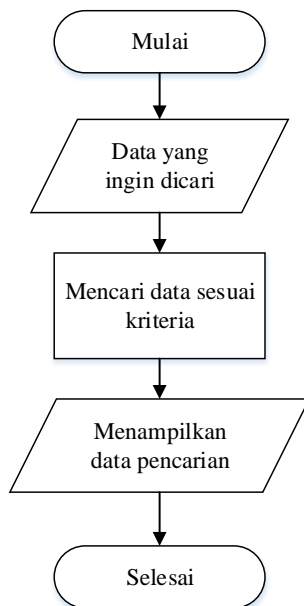 Mulai
Data yang
ingin dicari
Mencari data sesuai
kriteria
Menampilkan
data pencarian
Selesai